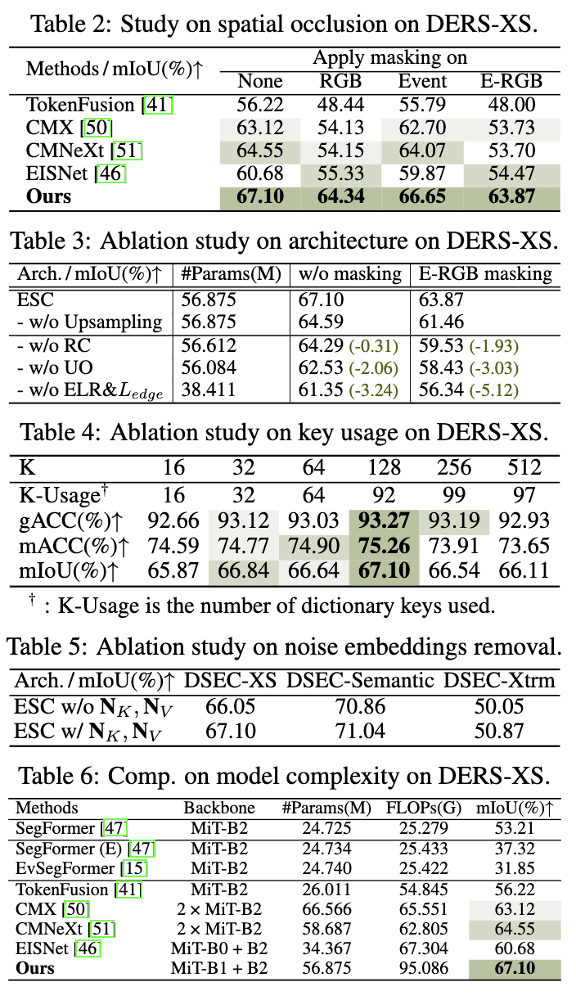 Table 2: Study on spatial occlusion on DERS-XS.
Methods / mIoU(%)↑ Apply masking on
None RGB Event E-RGB
TokenFusion [41] 56.22 48.44 55.79 48.00
CMX [50] 63.12 54.13 62.70 53.73
CMNeXt [51] 64.55 54.15 64.07 53.70
EISNet [46] 60.68 55.33 59.87 54.47
Ours 67.10 64.34 66.65 63.87
Table 3: Ablation study on architecture on DERS-XS.
Arch. / mIoU(%)↑ #Params(M) w/o masking E-RGB masking
ESC 56.875 67.10 63.87
- w/o Upsampling 56.875 64.59 61.46
- w/o RC 56.612 64.29 (-0.31) 59.53 (-1.93)
- w/o UO 56.084 62.53 (-2.06) 58.43 (-3.03)
- w/o ELR&L_edge 38.411 61.35 (-3.24) 56.34 (-5.12)
Table 4: Ablation study on key usage on DERS-XS.
K 16 32 64 128 256 512
K-Usage† 16 32 64 92 99 97
gACC(%)↑ 92.66 93.12 93.03 93.27 93.19 92.93
mACC(%)↑ 74.59 74.77 74.90 75.26 73.91 73.65
mIoU(%)↑ 65.87 66.84 66.64 67.10 66.54 66.11
† : K-Usage is the number of dictionary keys used.
Table 5: Ablation study on noise embeddings removal.
Arch. / mIoU(%)↑ DSEC-XS DSEC-Semantic DSEC-Xtrm
ESC w/o N_K, N_V 66.05 70.86 50.05
ESC w/ N_K, N_V 67.10 71.04 50.87
Table 6: Comp. on model complexity on DERS-XS.
Methods Backbone #Params(M) FLOPs(G) mIoU(%)↑
SegFormer [47] MiT-B2 24.725 25.279 53.21
SegFormer (E) [47] MiT-B2 24.734 25.433 37.32
EvSegFormer [15] MiT-B2 24.740 25.422 31.85
TokenFusion [41] MiT-B2 26.011 54.845 56.22
CMX [50] 2 × MiT-B2 66.566 65.551 63.12
CMNeXt [51] 2 × MiT-B2 58.687 62.805 64.55
EISNet [46] MiT-B0 + B2 34.367 67.304 60.68
Ours MiT-B1 + B2 56.875 95.086 67.10